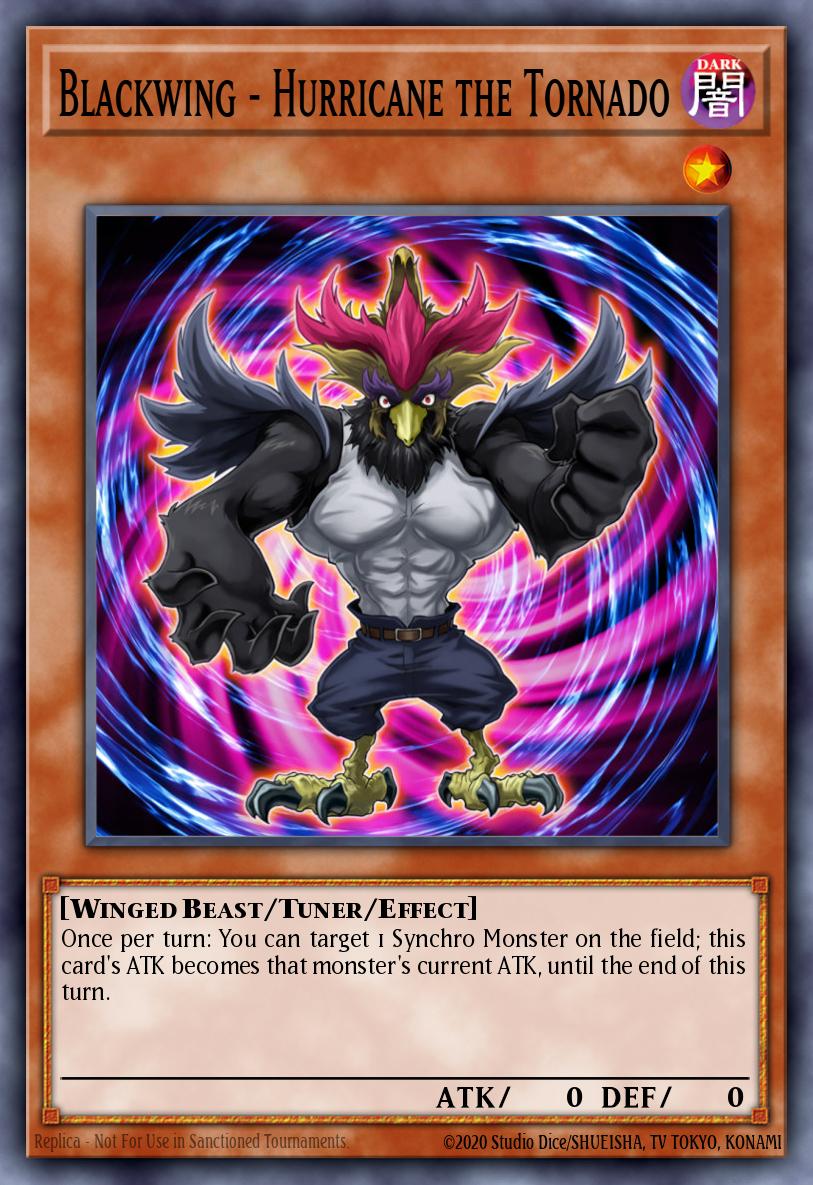 Blackwing - Hurricane the Tornado
DARK
闇
[Winged Beast/Tuner/Effect]
Once per turn: You can target 1 Synchro Monster on the field; this
card's ATK becomes that monster's current ATK, until the end of this
turn.
ATK/ 0 DEF/ 0
Replica - Not For Use in Sanctioned Tournaments.
©2020 Studio Dice/SHUEISHA, TV TOKYO, KONAMI